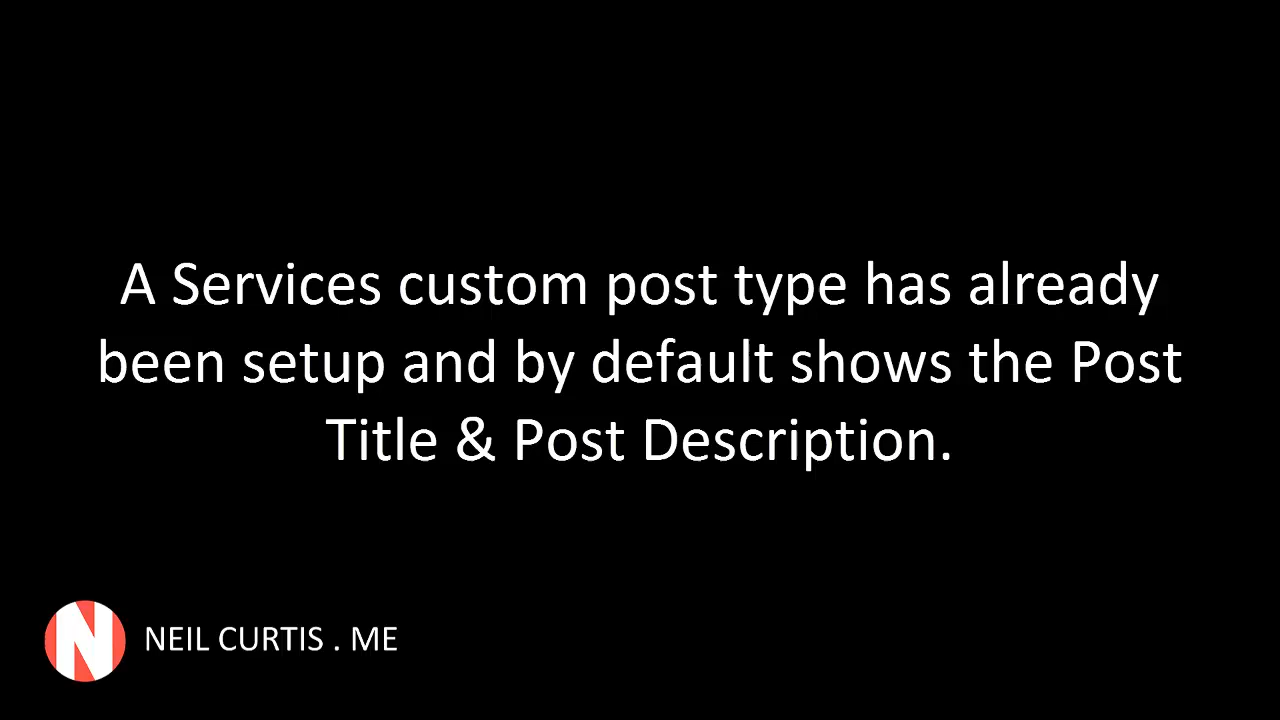 A Services custom post type has already
been setup and by default shows the Post
Title & Post Description.
N
NEIL CURTIS . ME